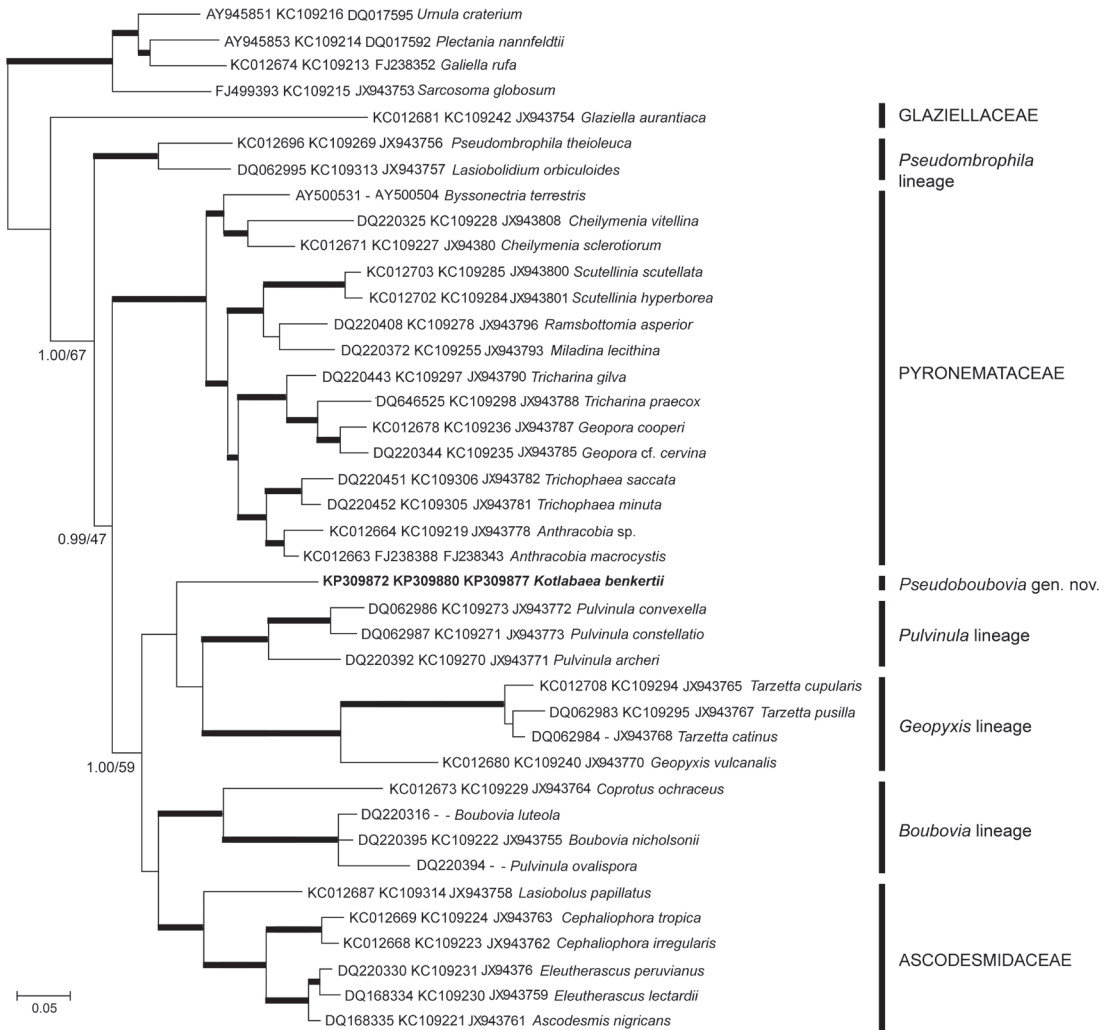 AY945851 KC109216 DQ017595 Urnula craterium
AY945853 KC109214 DQ017592 Plectania nannfeldtii
KC012674 KC109213 FJ238352 Galiella rufa
FJ499393 KC109215 JX943753 Sarcosoma globosum
KC012681 KC109242 JX943754 Glaziella aurantiaca
GLAZIELLACEAE
KC012696 KC109269 JX943756 Pseudombrophila theioleuca
DQ062995 KC109313 JX943757 Lasiobolidium orbiculoides
Pseudombrophila
lineage
AY500531 - AY500504 Byssonectria terrestris
DQ220325 KC109228 JX943808 Cheilymenia vitellina
KC012671 KC109227 JX94380 Cheilymenia sclerotiorum
KC012703 KC109285 JX943800 Scutellinia scutellata
KC012702 KC109284 JX943801 Scutellinia hyperborea
DQ220408 KC109278 JX943796 Ramsbottomia asperior
DQ220372 KC109255 JX943793 Miladina lecithina
1.00/67
DQ220443 KC109297 JX943790 Tricharina gilva
PYRONEMATACEAE
DQ646525 KC109298 JX943788 Tricharina praecox
KC012678 KC109236 JX943787 Geopora cooperi
DQ220344 KC109235 JX943785 Geopora cf. cervina
DQ220451 KC109306 JX943782 Trichophaea saccata
DQ220452 KC109305 JX943781 Trichophaea minuta
KC012664 KC109219 JX943778 Anthracobia sp.
0.99/47
KC012663 FJ238388 FJ238343 Anthracobia macrocystis
KP309872 KP309880 KP309877 Kotlabaea benkertii
Pseudoboubovia gen. nov.
DQ062986 KC109273 JX943772 Pulvinula convexella
DQ062987 KC109271 JX943773 Pulvinula constellatio
Pulvinula lineage
DQ220392 KC109270 JX943771 Pulvinula archeri
KC012708 KC109294 JX943765 Tarzetta cupularis
DQ062983 KC109295 JX943767 Tarzetta pusilla
Geopyxis lineage
DQ062984 - JX943768 Tarzetta catinus
KC012680 KC109240 JX943770 Geopyxis vulcanalis
1.00/59
KC012673 KC109229 JX943764 Coprotus ochraceus
DQ220316 - - Boubovia luteola
Boubovia lineage
DQ220395 KC109222 JX943755 Boubovia nicholsonii
DQ220394 - - Pulvinula ovalispora
KC012687 KC109314 JX943758 Lasiobolus papillatus
KC012669 KC109224 JX943763 Cephaliophora tropica
KC012668 KC109223 JX943762 Cephaliophora irregularis
ASCODESMIDACEAE
DQ220330 KC109231 JX94376 Eleutherascus peruvianus
DQ168334 KC109230 JX943759 Eleutherascus lectardii
DQ168335 KC109221 JX943761 Ascodesmis nigricans
0.05